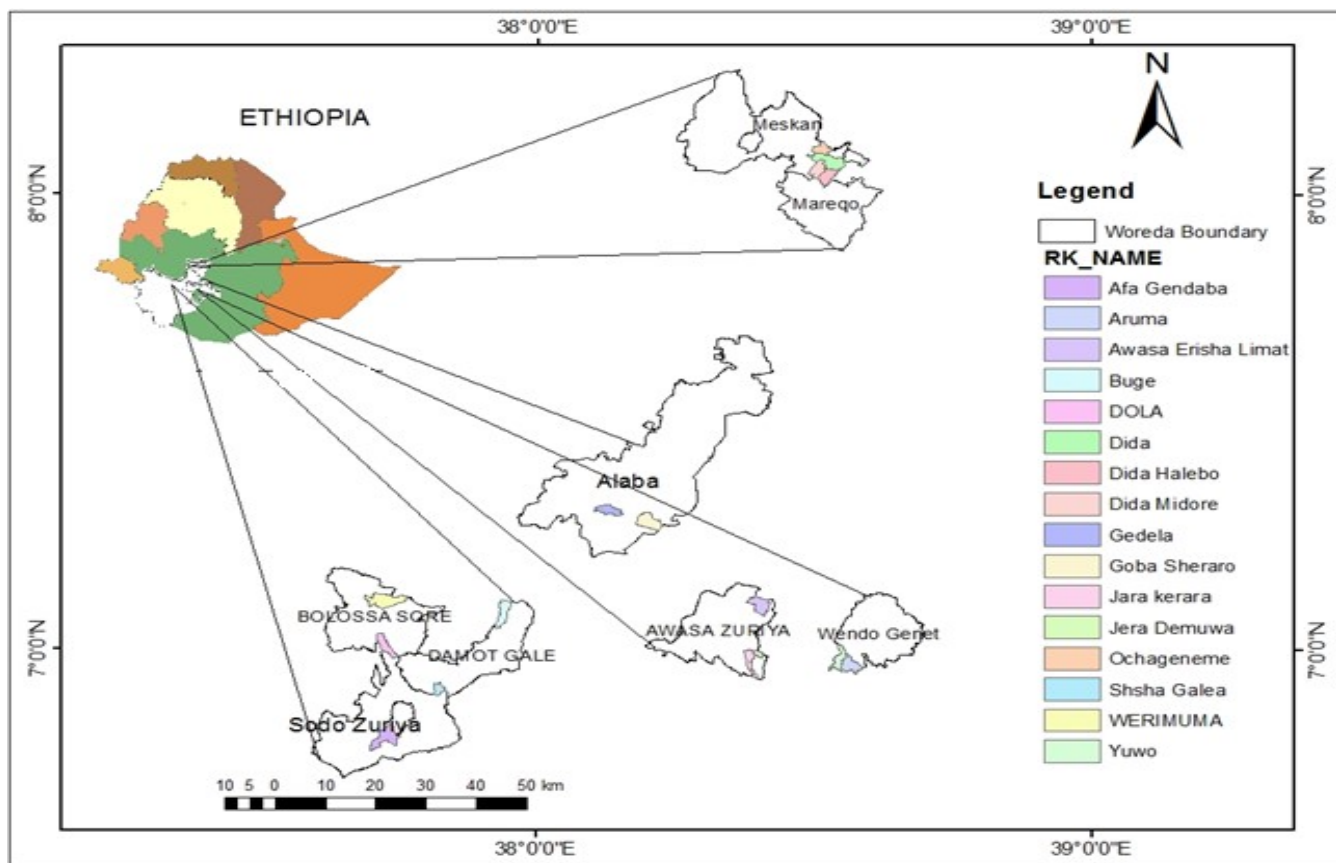 38°0'0"E 39°0'0"E
N
ETHIOPIA
Meskan
8°0'0"N
8°0'0"N
Mareqo
Legend
Woreda Boundary
RK_NAME
Afa Gendaba
Aruma
Awasa Erisha Limat
Buge
DOLA
Dida
Dida Halebo
Dida Midore
Gedela
Goba Sheraro
Jara kerara
Jera Demuwa
Ochageneme
Shsha Galea
WERIMUMA
Yuwo
Alaba
BOLOSSA SORE
AWASA ZURIYA
Wendo Genet
7°0'0"N
7°0'0"N
DAMOT GALE
Sodo Zuriya
10 5 0 10 20 30 40 50 km
38°0'0"E 39°0'0"E